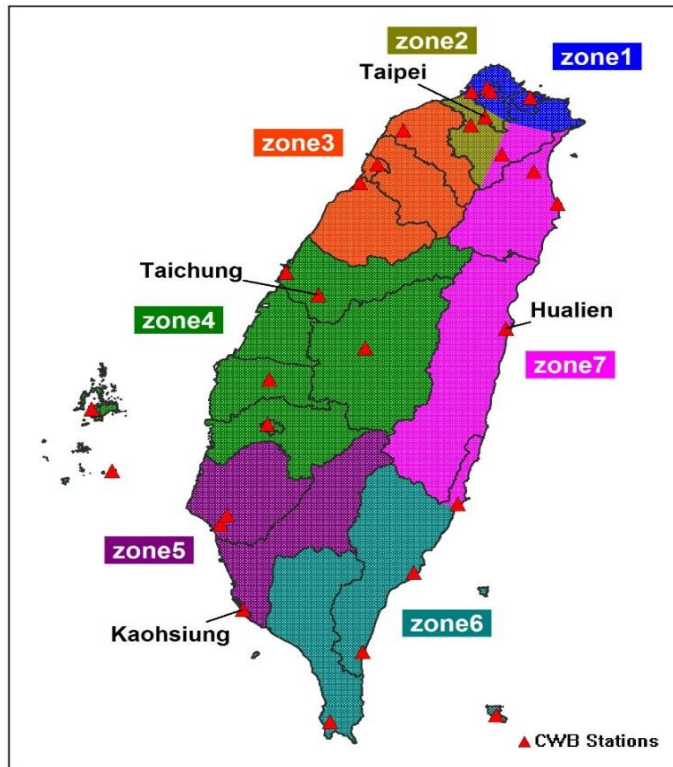 zone2
Taipei
zone1
zone3
Taichung
zone4
Hualien
zone7
zone5
Kaohsiung
zone6
CWB Stations